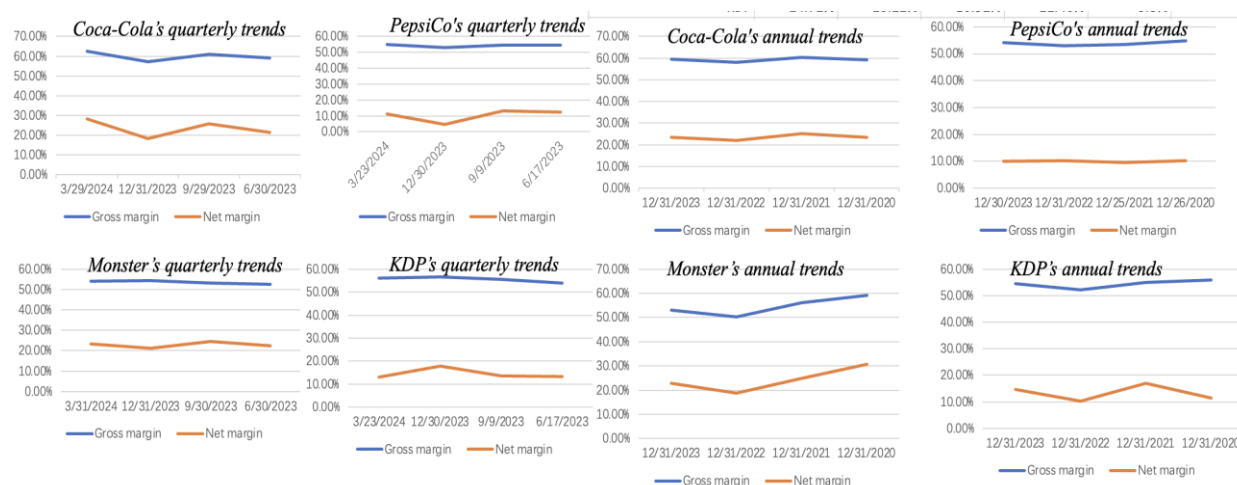 Coca-Cola's quarterly trends
70.00%
60.00%
50.00%
40.00%
30.00%
20.00%
10.00%
0.00%
3/29/2024 12/31/2023 9/29/2023 6/30/2023
Gross margin Net margin
PepsiCo's quarterly trends
60.00%
50.00%
40.00%
30.00%
20.00%
10.00%
0.00%
3/23/2024 12/30/2023 9/9/2023 6/17/2023
Gross margin Net margin
Coca-Cola's annual trends
70.00%
60.00%
50.00%
40.00%
30.00%
20.00%
10.00%
0.00%
12/31/2023 12/31/2022 12/31/2021 12/31/2020
Gross margin Net margin
PepsiCo's annual trends
60.00%
50.00%
40.00%
30.00%
20.00%
10.00%
0.00%
12/30/2023 12/31/2022 12/25/2021 12/26/2020
Gross margin Net margin
Monster's quarterly trends
60.00%
50.00%
40.00%
30.00%
20.00%
10.00%
0.00%
3/31/2024 12/31/2023 9/30/2023 6/30/2023
Gross margin Net margin
KDP's quarterly trends
60.00%
50.00%
40.00%
30.00%
20.00%
10.00%
0.00%
3/23/2024 12/30/2023 9/9/2023 6/17/2023
Gross margin Net margin
Monster's annual trends
70.00%
60.00%
50.00%
40.00%
30.00%
20.00%
10.00%
0.00%
12/31/2023 12/31/2022 12/31/2021 12/31/2020
Gross margin Net margin
KDP's annual trends
60.00%
50.00%
40.00%
30.00%
20.00%
10.00%
0.00%
12/31/2023 12/31/2022 12/31/2021 12/31/2020
Gross margin Net margin